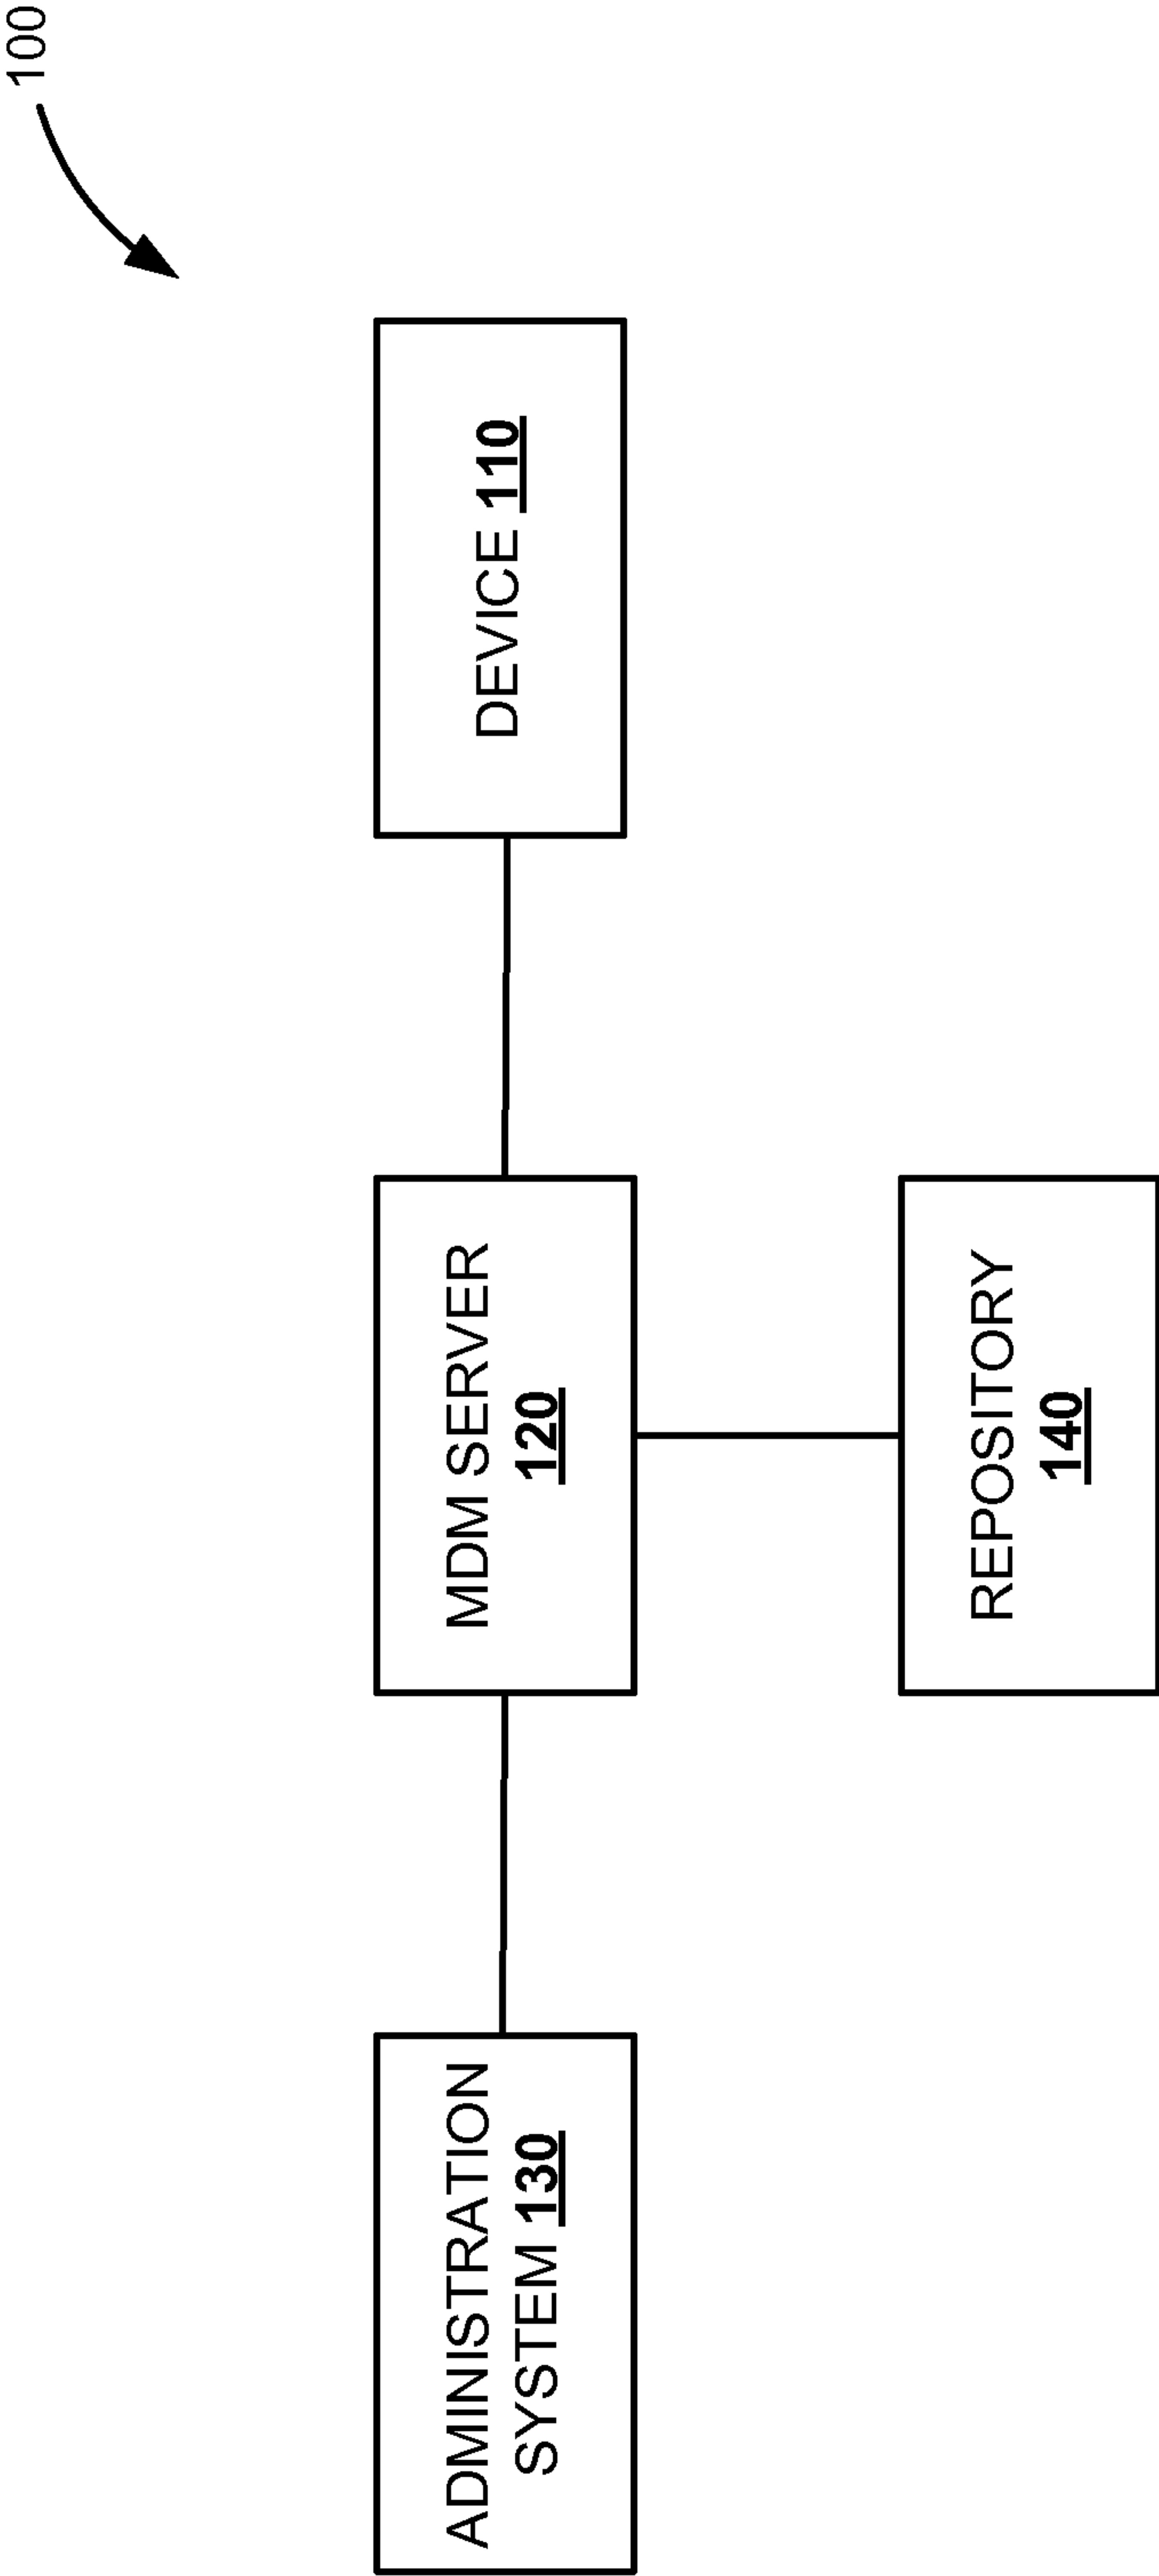 100
ADMINISTRATION
SYSTEM 130
MDM SERVER
120
DEVICE 110
REPOSITORY
140